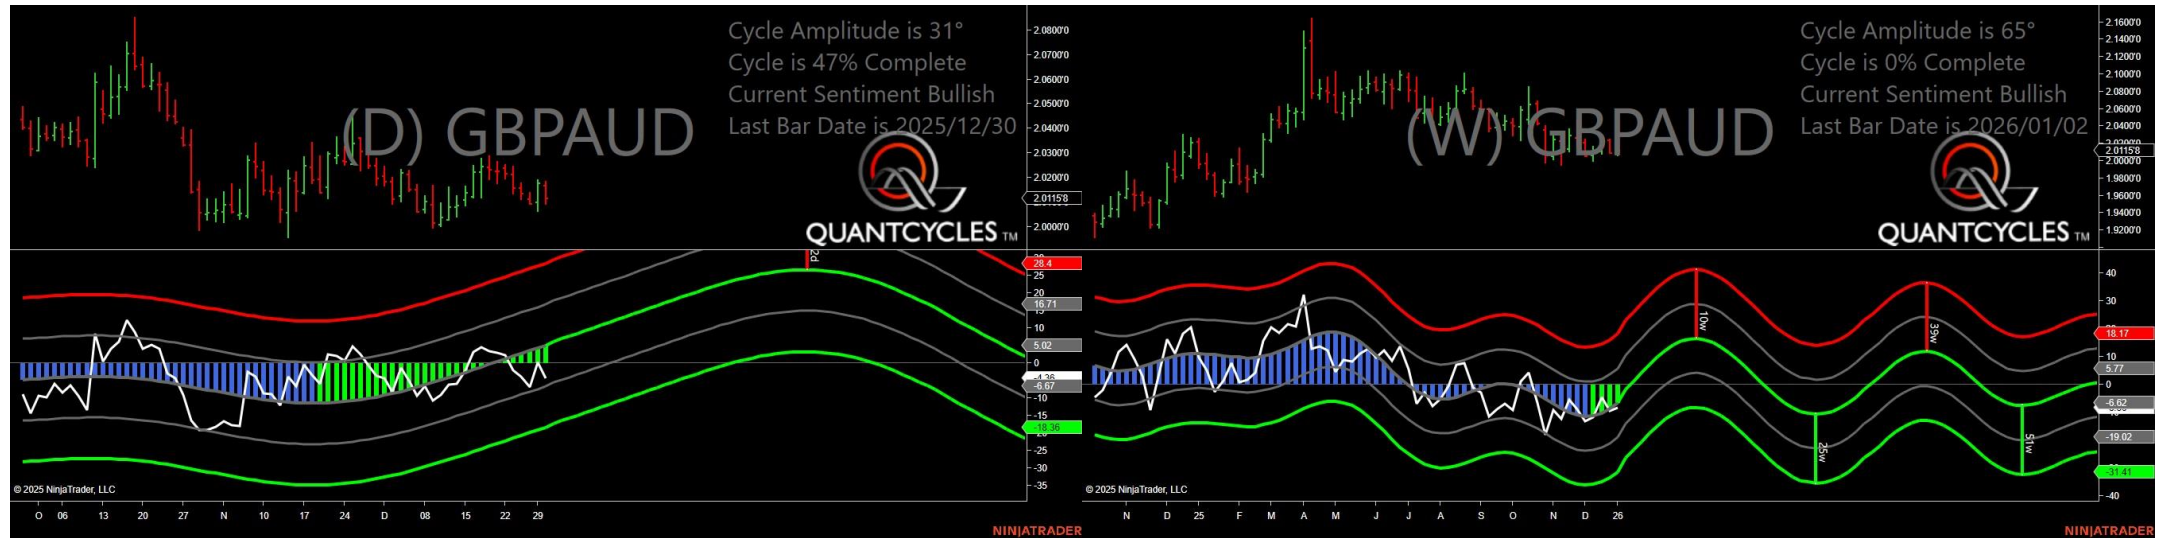 Cycle Amplitude is 31°
Cycle is 47% Complete
Current Sentiment Bullish
Last Bar Date is 2025/12/30
(D) GBPAUD
QUANTCYCLES TM
2.0800'0
2.0600'0
2.0500'0
2.0400'0
2.0300'0
2.0200'0
2.0115'8
2.0000'0
28.4
25
20
16.71
10
5.02
0
-4.36
-6.67
-10
-15
-18.36
-25
-30
-35
© 2025 NinjaTrader, LLC
O 06 13 20 27 N 10 17 24 D 08 15 22 29
NINJATRADER
Cycle Amplitude is 65°
Cycle is 0% Complete
Current Sentiment Bullish
Last Bar Date is 2026/01/02
(W) GBPAUD
QUANTCYCLES TM
2.1600'0
2.1400'0
2.1200'0
2.1000'0
2.0800'0
2.0600'0
2.0400'0
2.0115'8
2.0000'0
1.9800'0
1.9600'0
1.9400'0
1.9200'0
10w
25w
39w
51w
40
30
18.17
10
5.77
0
-6.62
-19.02
-31.41
-40
© 2025 NinjaTrader, LLC
N D 25 F M A M J J A S O N D 26
NINJATRADER